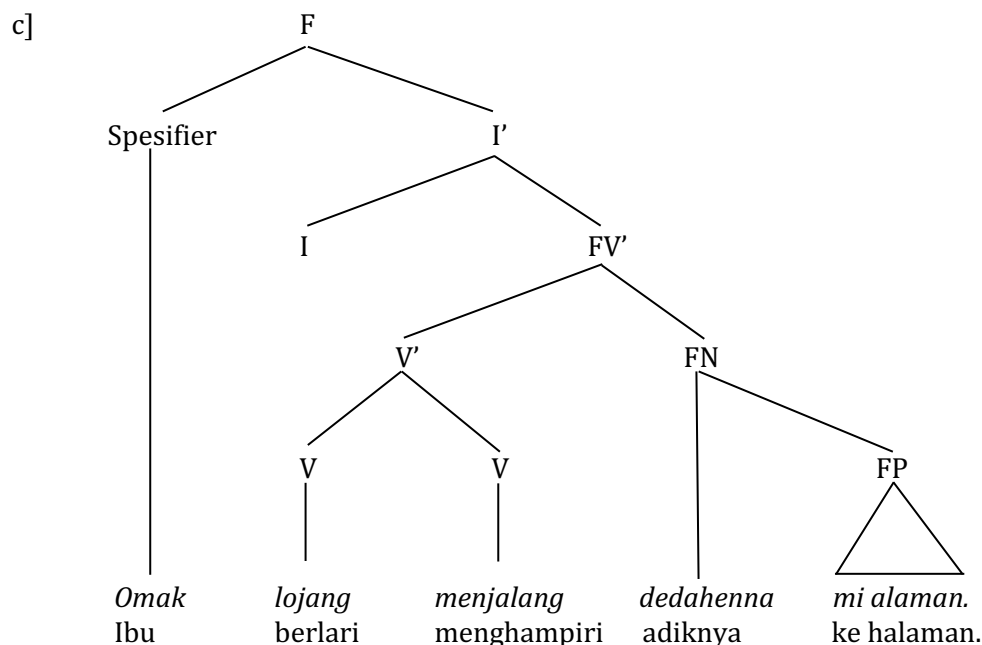 c]
F
Spesifier I’
I FV’
V’ FN
V V FP
Omak lojang menjalang dedahenna mi alaman.
Ibu berlari menghampiri adiknya ke halaman.